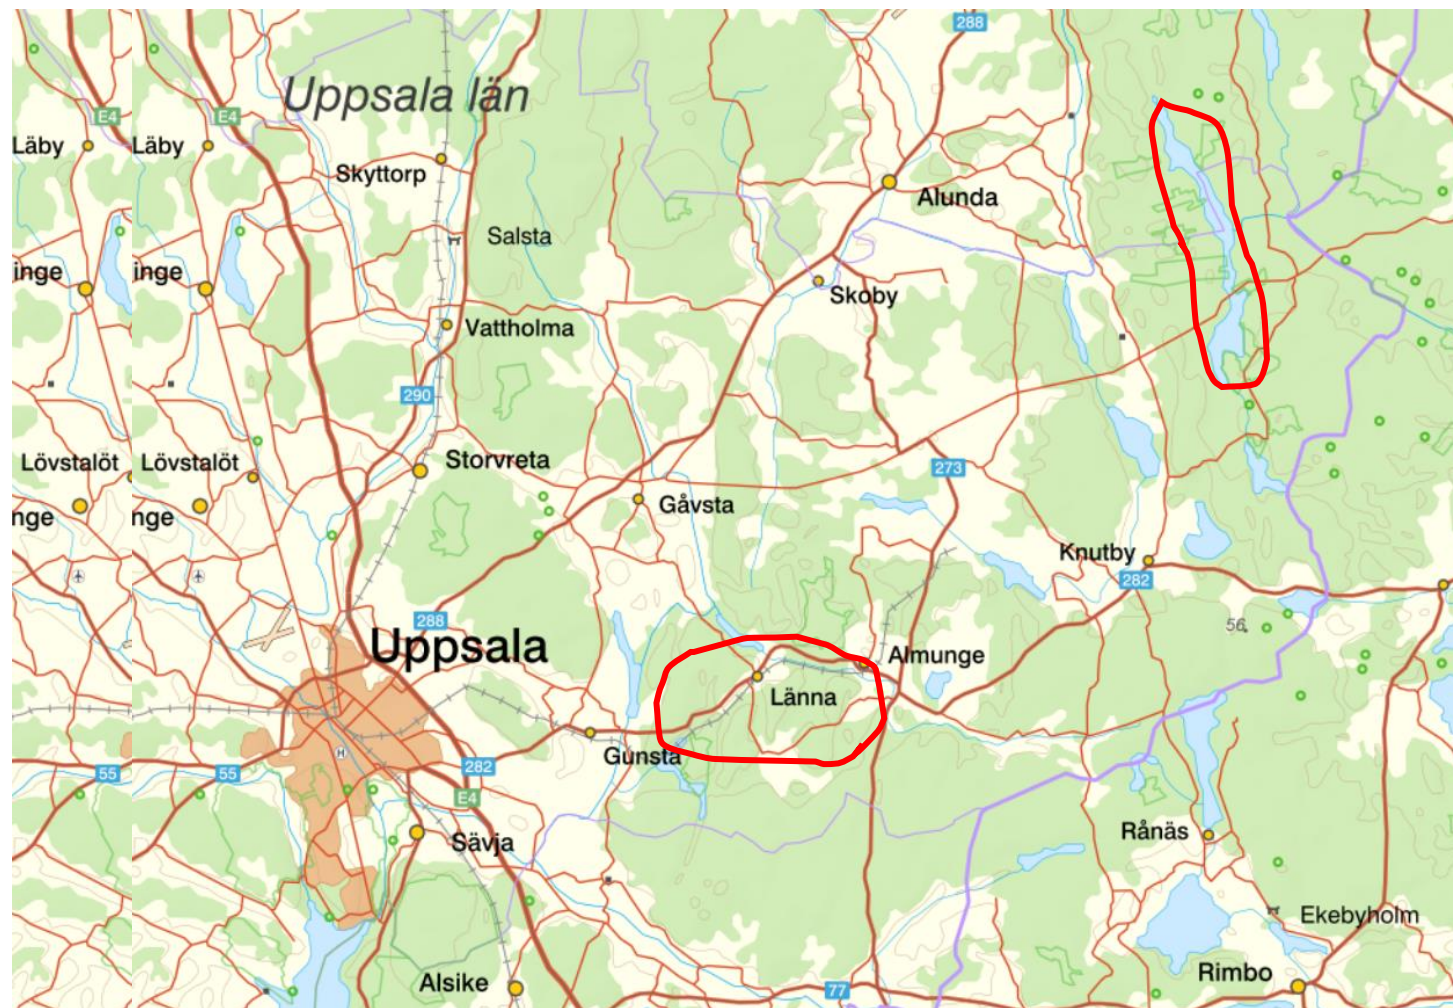 288
Uppsala län
E4
E4
Läby
Läby
Skyttorp
Alunda
Salsta
inge
inge
Skoby
Vattholma
290
Lövstalöt
Lövstalöt
Storvreta
273
Gåvsta
nge
nge
Knutby
282
288
56
Uppsala
Almunge
Länna
Gunsta
282
55
55
E4
Sävja
Rånäs
Ekebyholm
Alsike
77
Rimbo
H